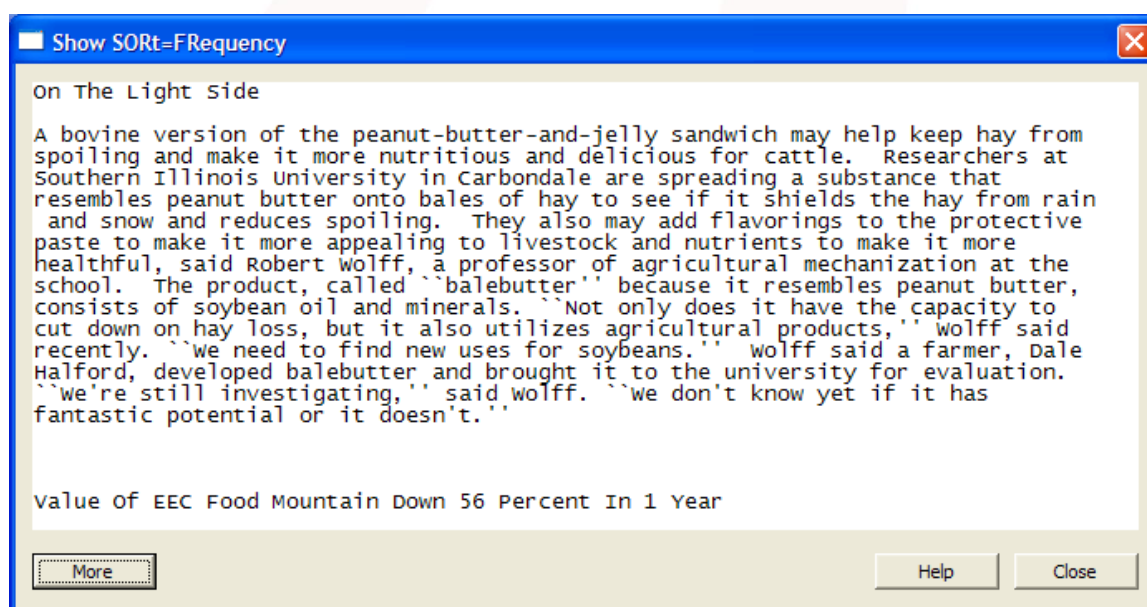 Show SORt=FRequency
On The Light Side
A bovine version of the peanut-butter-and-jelly sandwich may help keep hay from
spoiling and make it more nutritious and delicious for cattle.  Researchers at
Southern Illinois University in Carbondale are spreading a substance that
resembles peanut butter onto bales of hay to see if it shields the hay from rain
 and snow and reduces spoiling.  They also may add flavorings to the protective
paste to make it more appealing to livestock and nutrients to make it more
healthful, said Robert Wolff, a professor of agricultural mechanization at the
school.  The product, called ``balebutter'' because it resembles peanut butter,
consists of soybean oil and minerals. ``Not only does it have the capacity to
cut down on hay loss, but it also utilizes agricultural products,'' Wolff said
recently. ``We need to find new uses for soybeans.''  Wolff said a farmer, Dale
Halford, developed balebutter and brought it to the university for evaluation.
``We're still investigating,'' said Wolff. ``We don't know yet if it has
fantastic potential or it doesn't.''
Value Of EEC Food Mountain Down 56 Percent In 1 Year
More Help Close